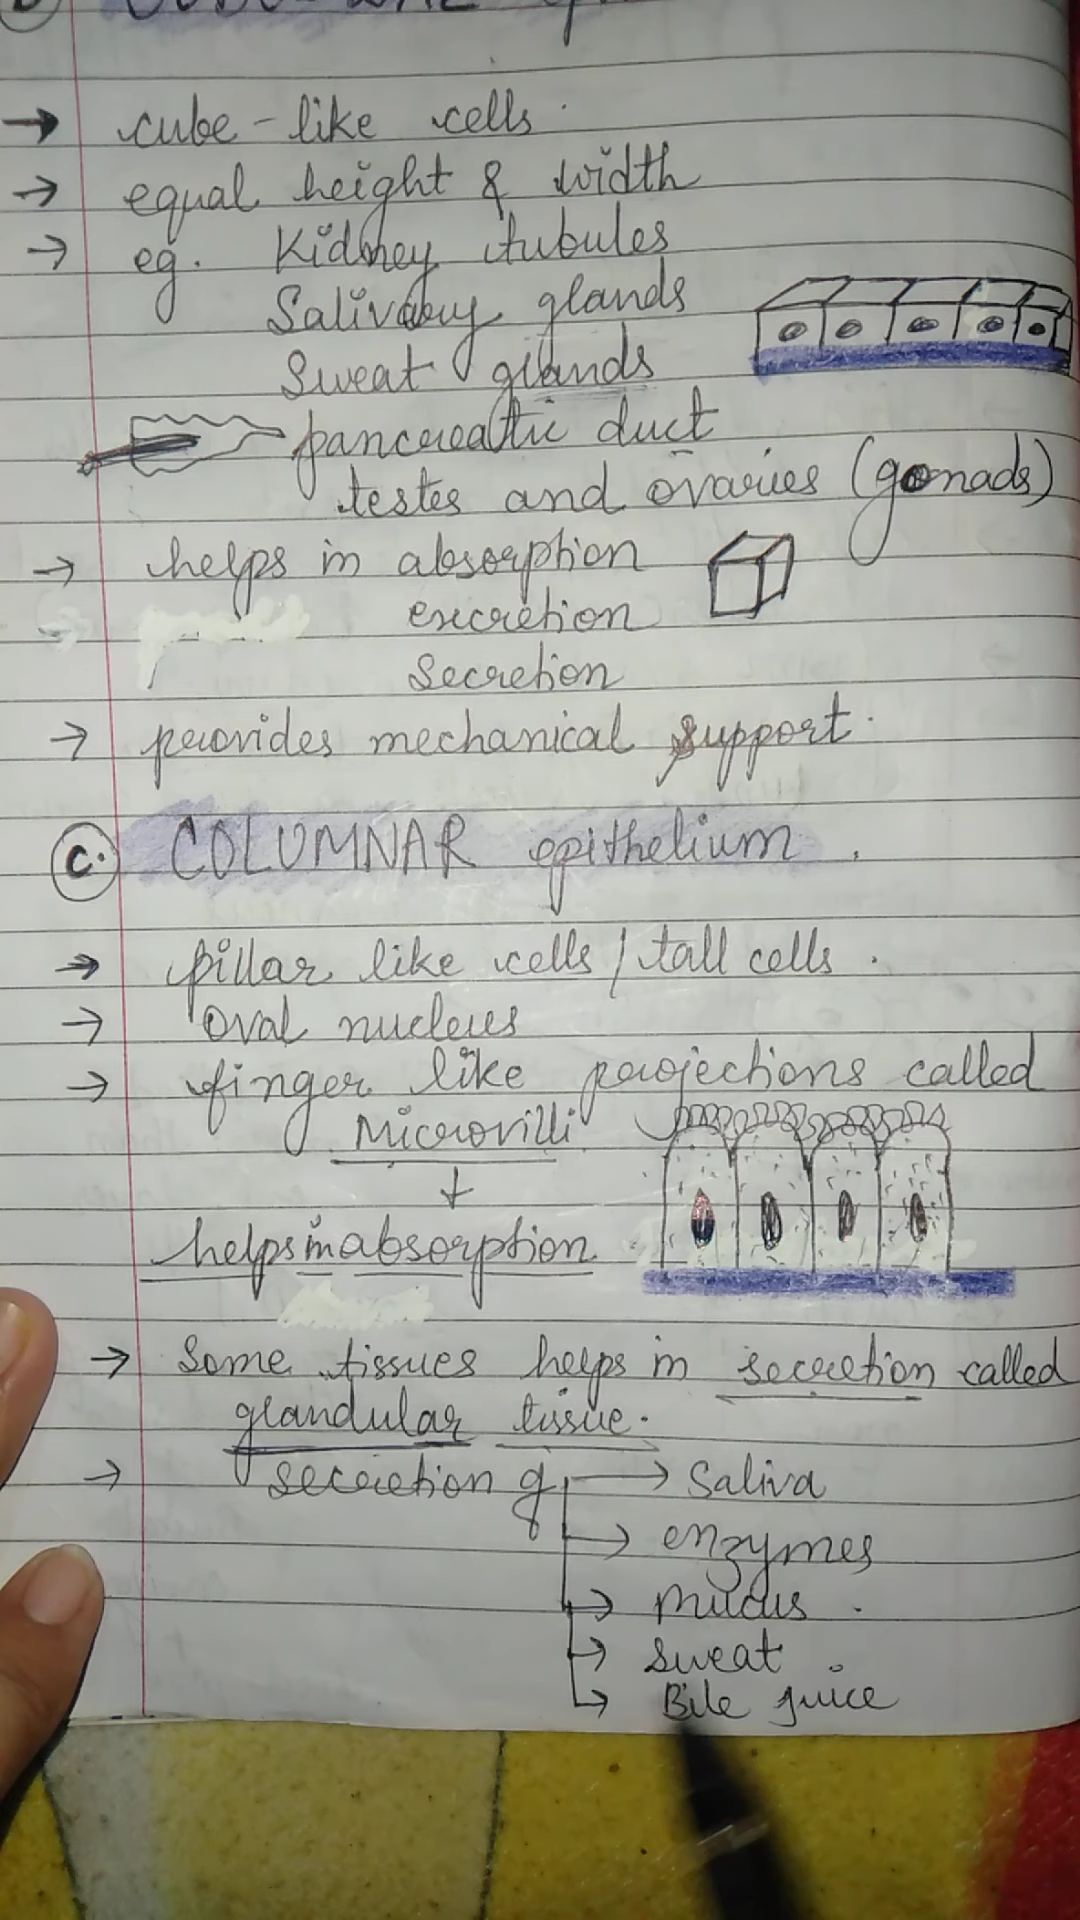 → cube-like cells.
→ equal height & width
→ eg. Kidney tubules
Salivary glands
Sweat glands
pancreatic duct
testes and ovaries (gonads)
→ helps in absorption
excretion
secretion
→ provides mechanical support.
C. COLUMNAR epithelium.
→ pillar like cells / tall cells.
→ oval nucleus
→ finger like projections called
Microvilli
↓
helps in absorption
→ Some tissues helps in secretion called
glandular tissue.
→ secretion of → Saliva
→ enzymes
→ mucus.
→ sweat
→ Bile juice